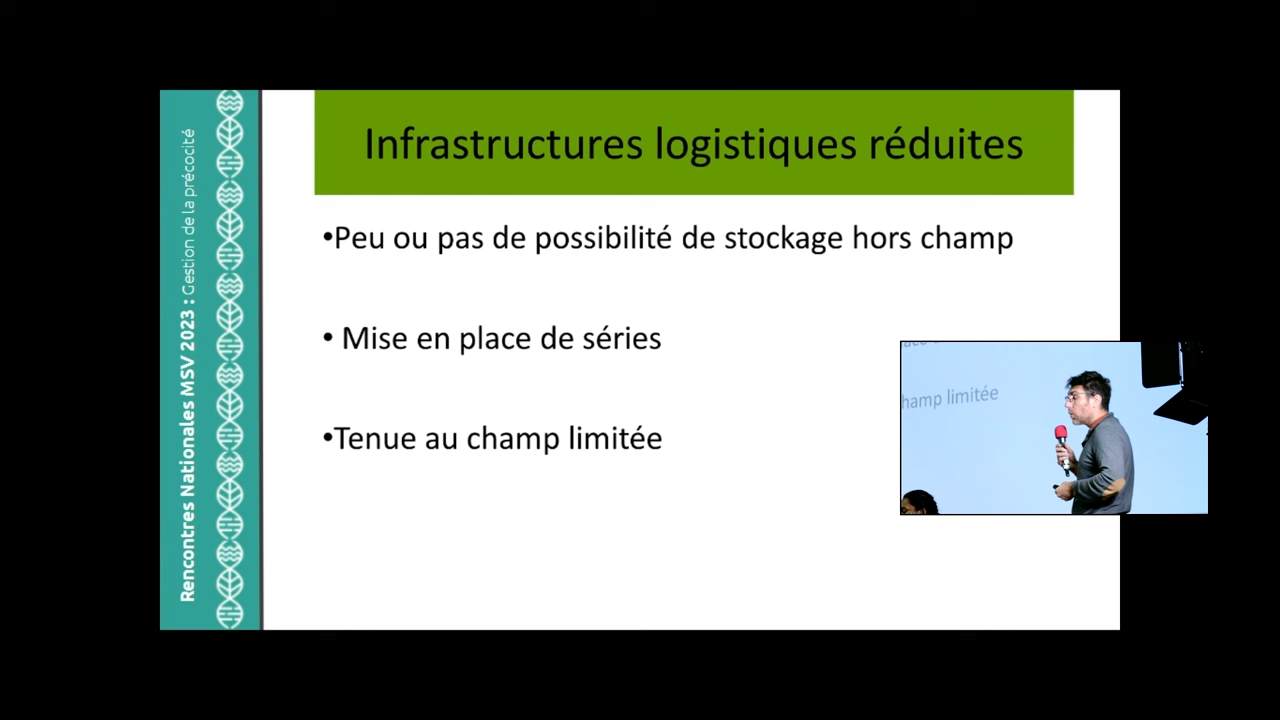 Rencontres Nationales MSV 2023 : Gestion de la précocité
Infrastructures logistiques réduites
•Peu ou pas de possibilité de stockage hors champ
• Mise en place de séries
•Tenue au champ limitée
champ limitée